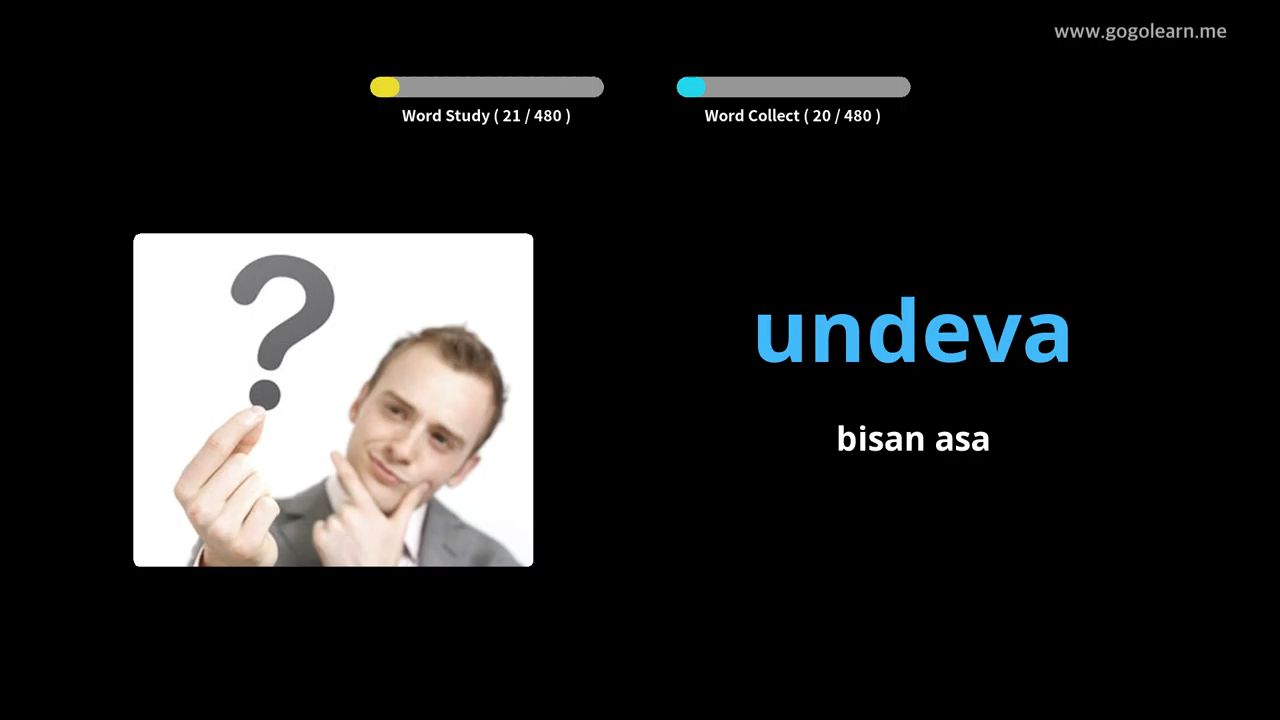 www.gogolearn.me
Word Study ( 21 / 480 )
Word Collect ( 20 / 480 )
?
undeva
bisan asa